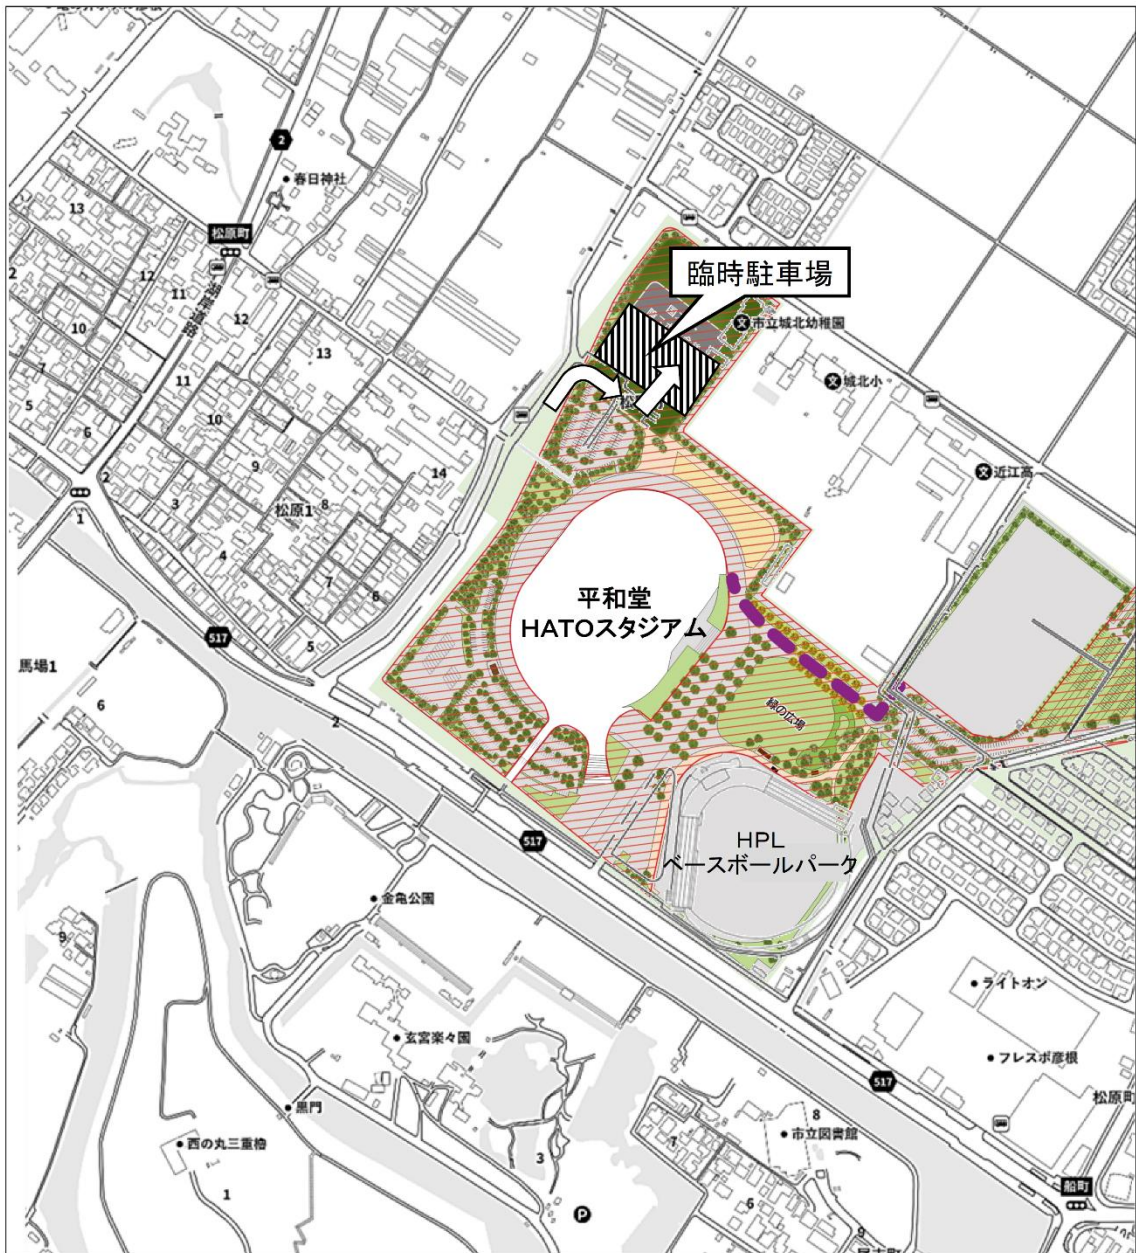 2
春日神社
13
松原町
12
11
湖岸道路
12
2
10
13
7
11
5
10
6
9
14
2
1
3
松原1
8
4
7
6
5
517
馬場1
6
2
臨時駐車場
文
市立城北幼稚園
文
城北小
文
近江高
平和堂
HATOスタジアム
緑の広場
HPL
ベースボールパーク
517
金亀公園
9
玄宮楽々園
黒門
西の丸三重櫓
1
3
P
ライトオン
フレスポ彦根
517
松原町
8
市立図書館
7
6
9
船町